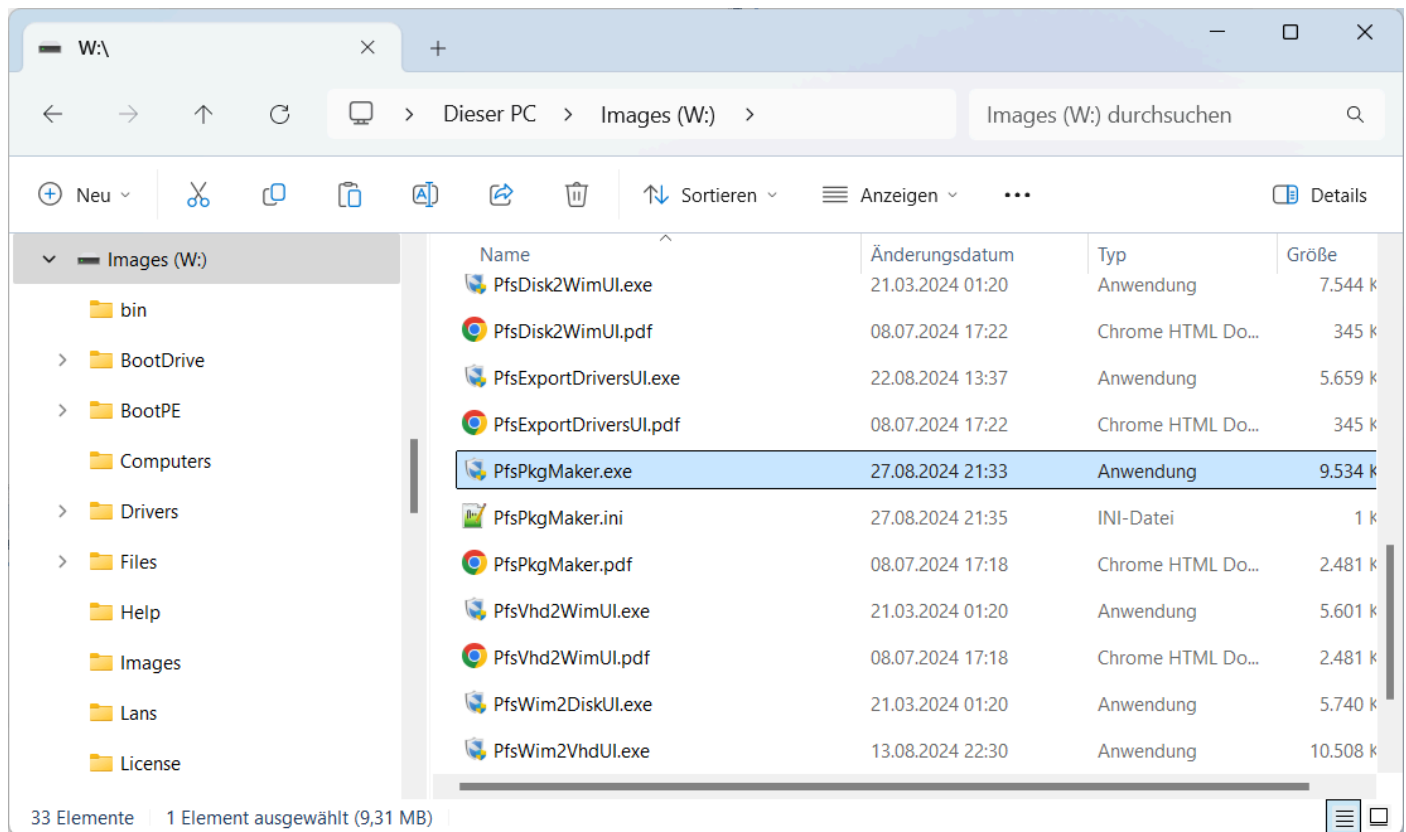 W:\
Dieser PC > Images (W:) >
Images (W:) durchsuchen
Neu
Sortieren
Anzeigen
Details
Images (W:)
bin
BootDrive
BootPE
Computers
Drivers
Files
Help
Images
Lans
License
Name Änderungsdatum Typ Größe
PfsDisk2WimUI.exe 21.03.2024 01:20 Anwendung 7.544 K
PfsDisk2WimUI.pdf 08.07.2024 17:22 Chrome HTML Do... 345 K
PfsExportDriversUI.exe 22.08.2024 13:37 Anwendung 5.659 K
PfsExportDriversUI.pdf 08.07.2024 17:22 Chrome HTML Do... 345 K
PfsPkgMaker.exe 27.08.2024 21:33 Anwendung 9.534 K
PfsPkgMaker.ini 27.08.2024 21:35 INI-Datei 1 K
PfsPkgMaker.pdf 08.07.2024 17:18 Chrome HTML Do... 2.481 K
PfsVhd2WimUI.exe 21.03.2024 01:20 Anwendung 5.601 K
PfsVhd2WimUI.pdf 08.07.2024 17:18 Chrome HTML Do... 2.481 K
PfsWim2DiskUI.exe 21.03.2024 01:20 Anwendung 5.740 K
PfsWim2VhdUI.exe 13.08.2024 22:30 Anwendung 10.508 K
33 Elemente 1 Element ausgewählt (9,31 MB)